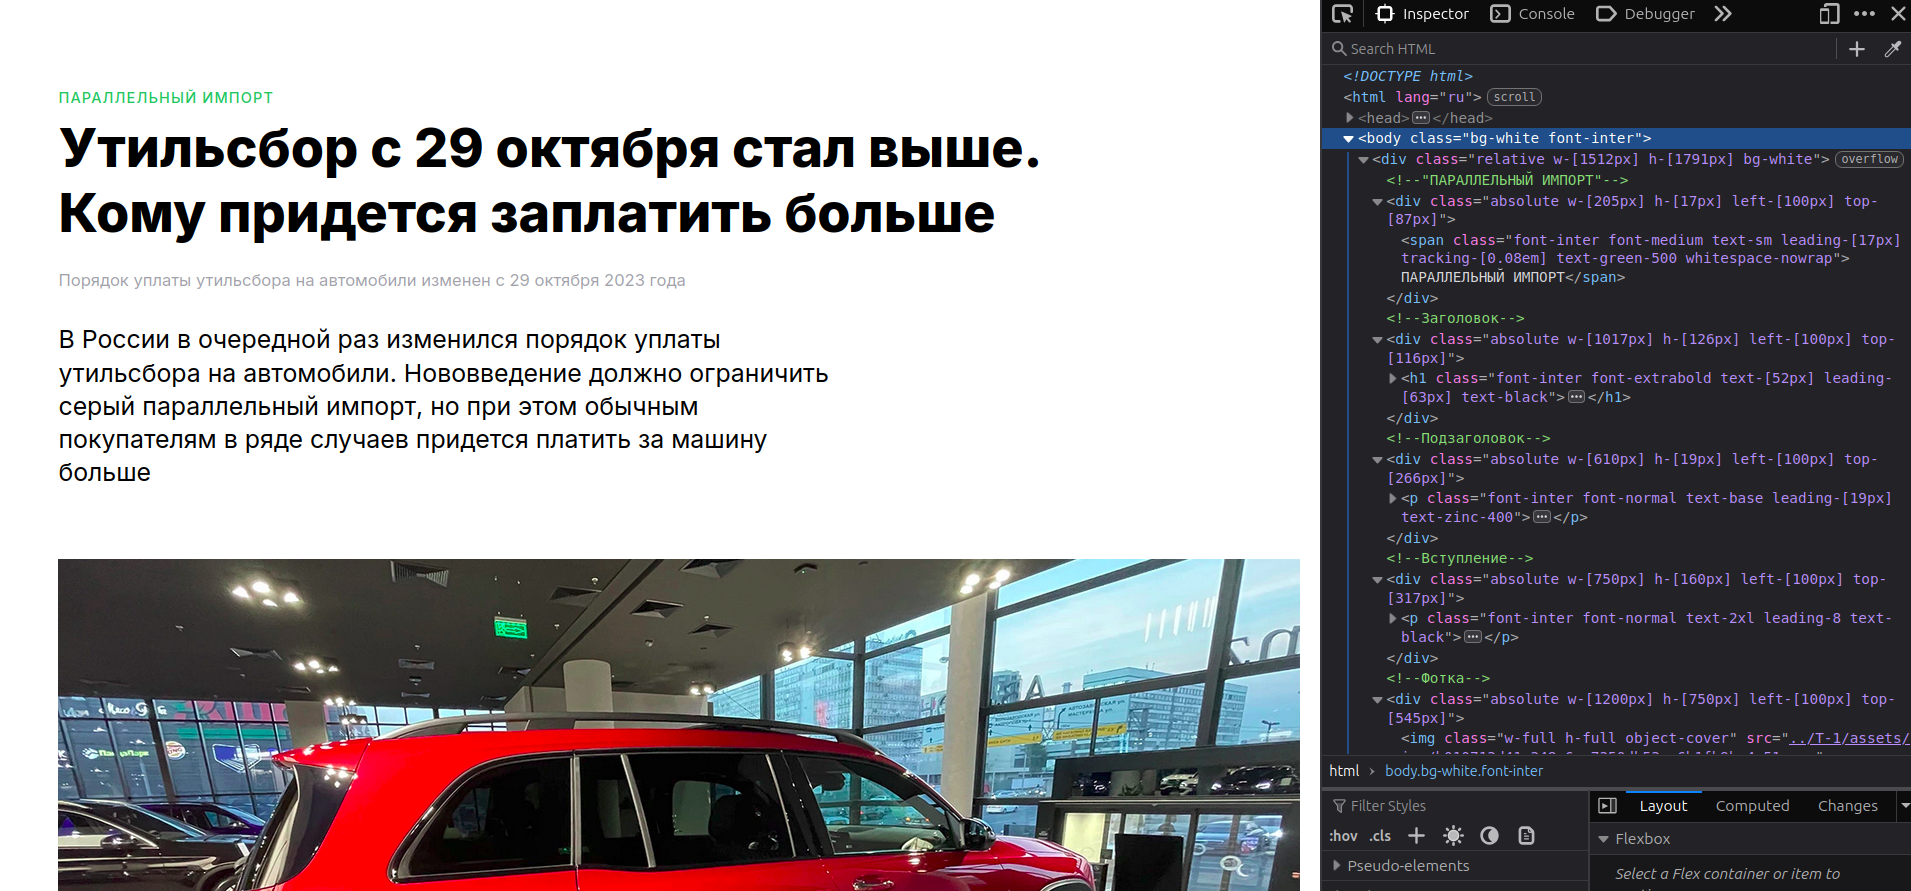 ПАРАЛЛЕЛЬНЫЙ ИМПОРТ
Утильсбор с 29 октября стал выше.
Кому придется заплатить больше
Порядок уплаты утильсбора на автомобили изменен с 29 октября 2023 года
В России в очередной раз изменился порядок уплаты
утильсбора на автомобили. Нововведение должно ограничить
серый параллельный импорт, но при этом обычным
покупателям в ряде случаев придется платить за машину
больше
Inspector
Console
Debugger
Search HTML
<!DOCTYPE html>
<html lang="ru"> scroll
<head>•••</head>
<body class="bg-white font-inter">
<div class="relative w-[1512px] h-[1791px] bg-white"> overflow
<!--"ПАРАЛЛЕЛЬНЫЙ ИМПОРТ"-->
<div class="absolute w-[205px] h-[17px] left-[100px] top-
[87px]">
<span class="font-inter font-medium text-sm leading-[17px]
tracking-[0.08em] text-green-500 whitespace-nowrap">
ПАРАЛЛЕЛЬНЫЙ ИМПОРТ</span>
</div>
<!--Заголовок-->
<div class="absolute w-[1017px] h-[126px] left-[100px] top-
[116px]">
<h1 class="font-inter font-extrabold text-[52px] leading-
[63px] text-black">•••</h1>
</div>
<!--Подзаголовок-->
<div class="absolute w-[610px] h-[19px] left-[100px] top-
[266px]">
<p class="font-inter font-normal text-base leading-[19px]
text-zinc-400">•••</p>
</div>
<!--Вступление-->
<div class="absolute w-[750px] h-[160px] left-[100px] top-
[317px]">
<p class="font-inter font-normal text-2xl leading-8 text-
black">•••</p>
</div>
<!--Фотка-->
<div class="absolute w-[1200px] h-[750px] left-[100px] top-
[545px]">
<img class="w-full h-full object-cover" src="../T-1/assets/
html › body.bg-white.font-inter
Filter Styles
:hov .cls
Pseudo-elements
Layout
Computed
Changes
Flexbox
Select a Flex container or item to